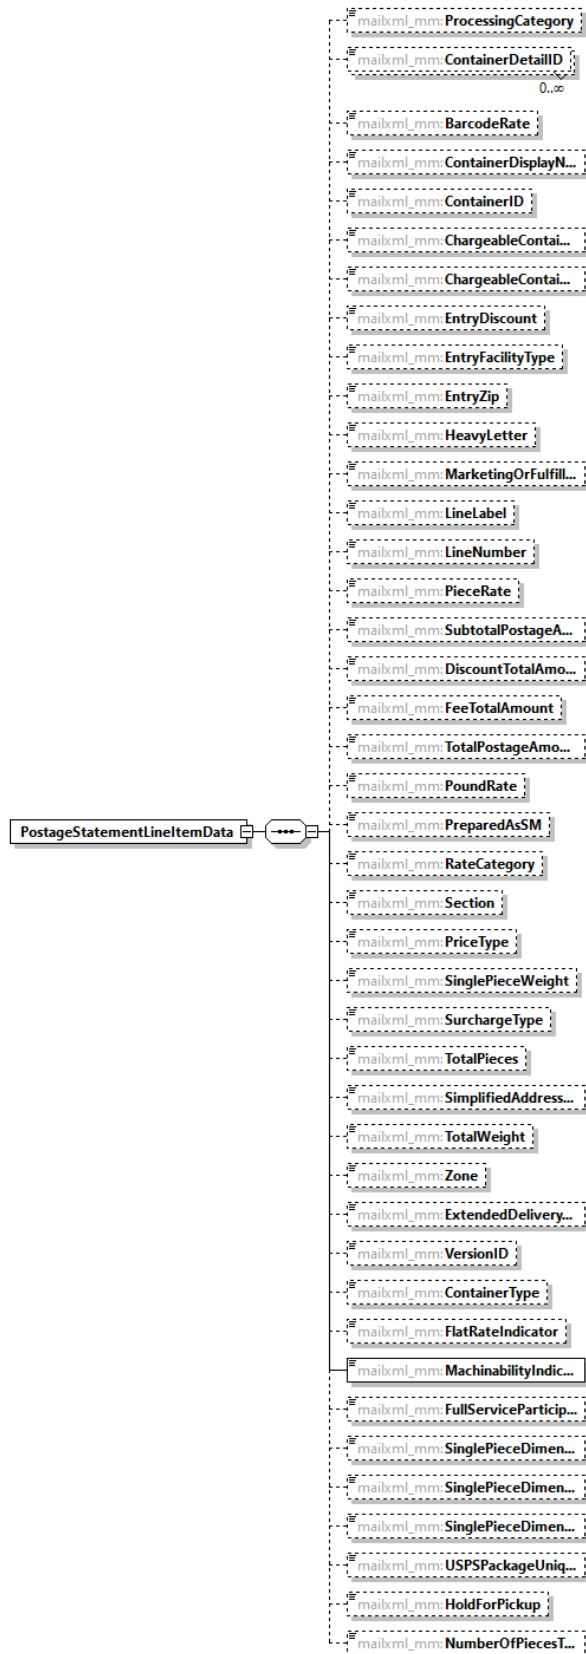 mailxml_mm:ProcessingCategory
mailxml_mm:ContainerDetailID
0..∞
mailxml_mm:BarcodeRate
mailxml_mm:ContainerDisplayN...
mailxml_mm:ContainerID
mailxml_mm:ChargeableContai...
mailxml_mm:ChargeableContai...
mailxml_mm:EntryDiscount
mailxml_mm:EntryFacilityType
mailxml_mm:EntryZip
mailxml_mm:HeavyLetter
mailxml_mm:MarketingOrFulfill...
mailxml_mm:LineLabel
mailxml_mm:LineNumber
mailxml_mm:PieceRate
mailxml_mm:SubtotalPostageA...
mailxml_mm:DiscountTotalAmo...
mailxml_mm:FeeTotalAmount
mailxml_mm:TotalPostageAmo...
mailxml_mm:PoundRate
PostageStatementLineItemData
mailxml_mm:PreparedAsSM
mailxml_mm:RateCategory
mailxml_mm:Section
mailxml_mm:PriceType
mailxml_mm:SinglePieceWeight
mailxml_mm:SurchargeType
mailxml_mm:TotalPieces
mailxml_mm:SimplifiedAddress...
mailxml_mm:TotalWeight
mailxml_mm:Zone
mailxml_mm:ExtendedDelivery...
mailxml_mm:VersionID
mailxml_mm:ContainerType
mailxml_mm:FlatRateIndicator
mailxml_mm:MachinabilityIndic...
mailxml_mm:FullServiceParticip...
mailxml_mm:SinglePieceDimen...
mailxml_mm:SinglePieceDimen...
mailxml_mm:SinglePieceDimen...
mailxml_mm:USPSPackageUniq...
mailxml_mm:HoldForPickup
mailxml_mm:NumberOfPiecesT...